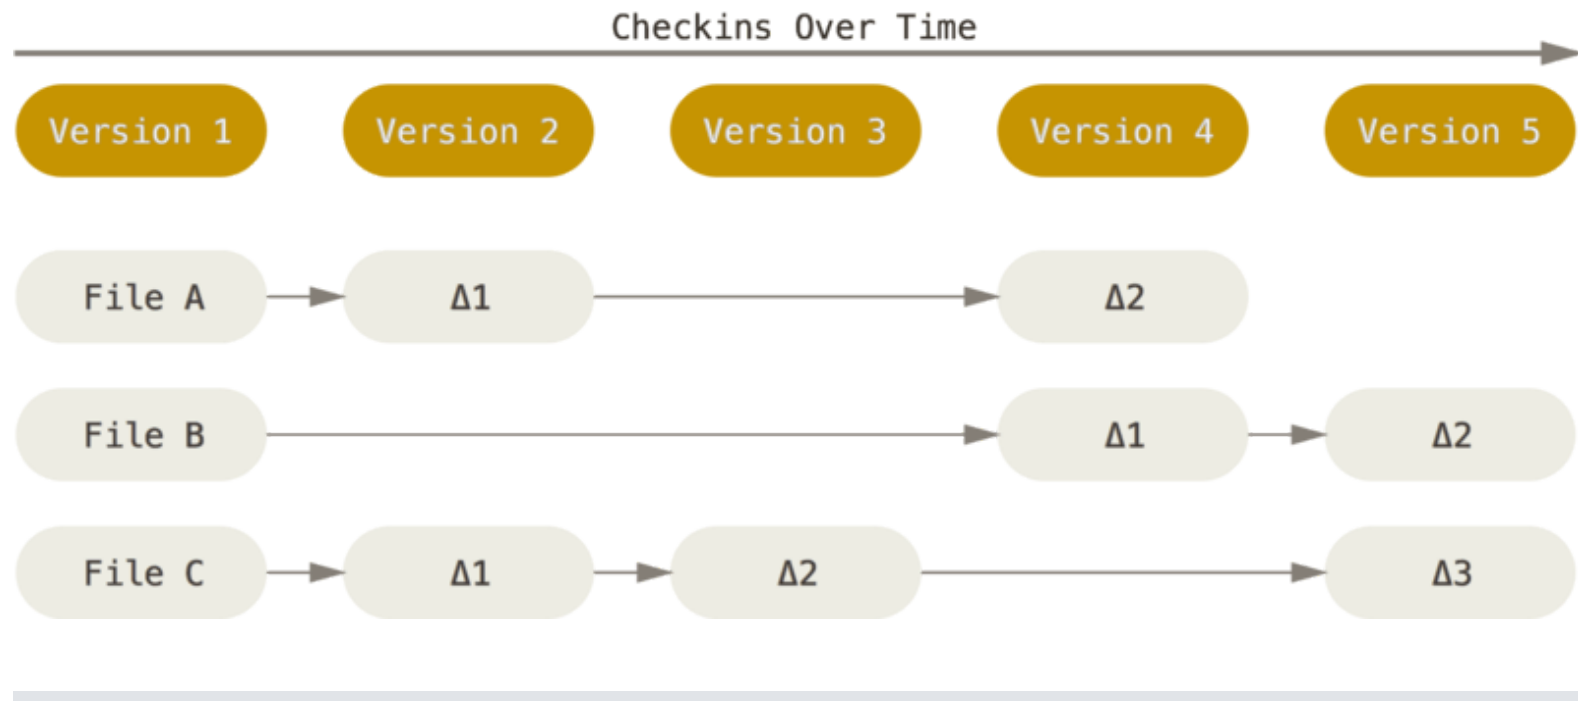 Checkins Over Time
Version 1 Version 2 Version 3 Version 4 Version 5
File A Δ1 Δ2
File B Δ1 Δ2
File C Δ1 Δ2 Δ3